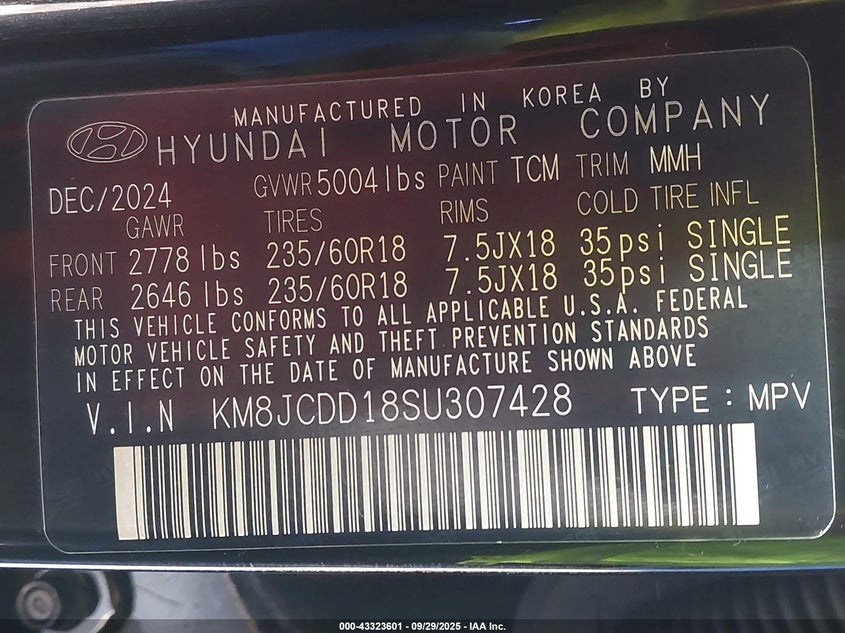 MANUFACTURED IN KOREA BY
HYUNDAI MOTOR COMPANY
DEC/2024 GVWR 5004 lbs PAINT TCM TRIM MMH
GAWR TIRES RIMS COLD TIRE INFL
FRONT 2778 lbs 235/60R18 7.5JX18 35psi SINGLE
REAR 2646 lbs 235/60R18 7.5JX18 35psi SINGLE
THIS VEHICLE CONFORMS TO ALL APPLICABLE U.S.A. FEDERAL
MOTOR VEHICLE SAFETY AND THEFT PREVENTION STANDARDS
IN EFFECT ON THE DATE OF MANUFACTURE SHOWN ABOVE
V.I.N KM8JCDD18SU307428 TYPE : MPV
000-43323601 - 09/29/2025 - IAA Inc.